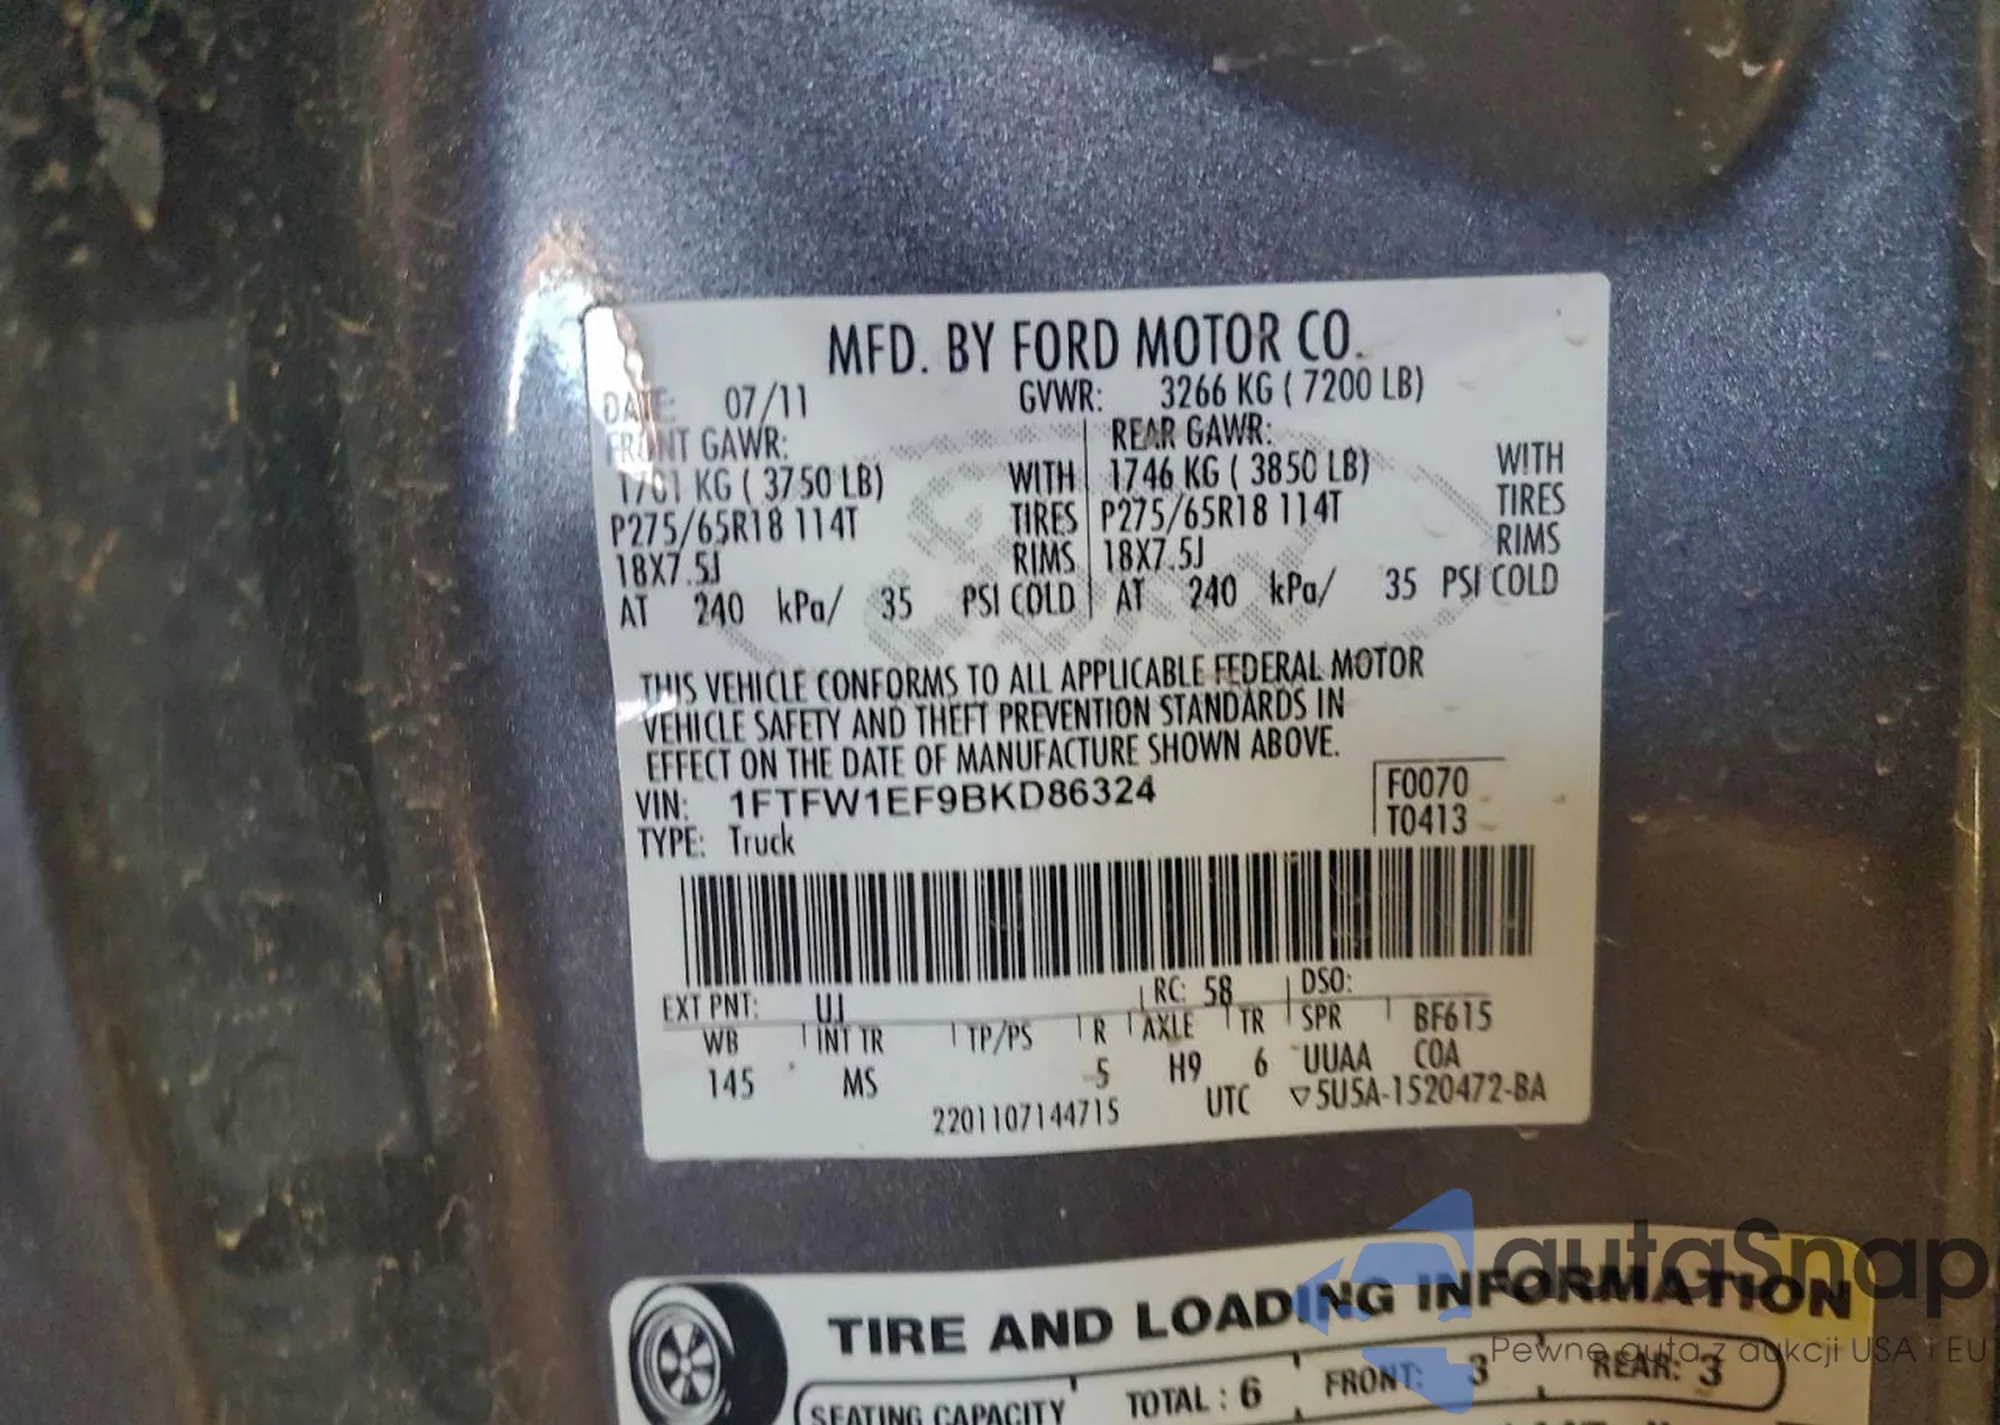 MFD. BY FORD MOTOR CO.
DATE: 07/11 GVWR: 3266 KG ( 7200 LB)
FRONT GAWR: REAR GAWR:
1701 KG ( 3750 LB) WITH 1746 KG ( 3850 LB) WITH
P275/65R18 114T TIRES P275/65R18 114T TIRES
18X7.5J RIMS 18X7.5J RIMS
AT 240 kPa/ 35 PSI COLD AT 240 kPa/ 35 PSI COLD
THIS VEHICLE CONFORMS TO ALL APPLICABLE FEDERAL MOTOR
VEHICLE SAFETY AND THEFT PREVENTION STANDARDS IN
EFFECT ON THE DATE OF MANUFACTURE SHOWN ABOVE.
VIN: 1FTFW1EF9BKD86324 F0070
TYPE: Truck T0413
EXT PNT: UJ RC: 58 DSO:
WB INT TR TP/PS R AXLE TR SPR BF615
145 MS 5 H9 6 UUAA COA
2201107144715 UTC ▽5U5A-1520472-BA
TIRE AND LOADING INFORMATION
SEATING CAPACITY TOTAL : 6 FRONT: 3 REAR: 3
autaSnap
Pewne auta z aukcji USA i EU